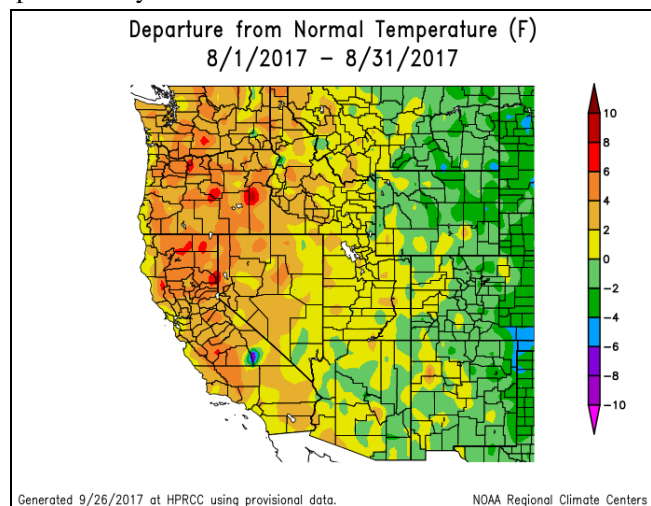 Departure from Normal Temperature (F)
8/1/2017 – 8/31/2017
10
8
6
4
2
0
−2
−4
−6
−8
−10
Generated 9/26/2017 at HPRCC using provisional data.
NOAA Regional Climate Centers